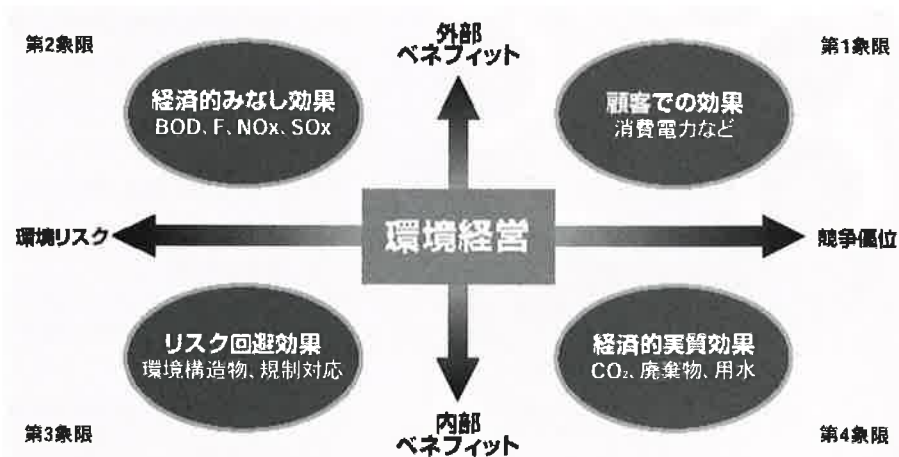 外部
ベネフィット
第2象限
第1象限
経済的みなし効果
BOD、F、NOx、SOx
顧客での効果
消費電力など
環境リスク
環境経営
競争優位
リスク回避効果
環境構造物、規制対応
経済的実質効果
CO₂、廃棄物、用水
内部
ベネフィット
第3象限
第4象限